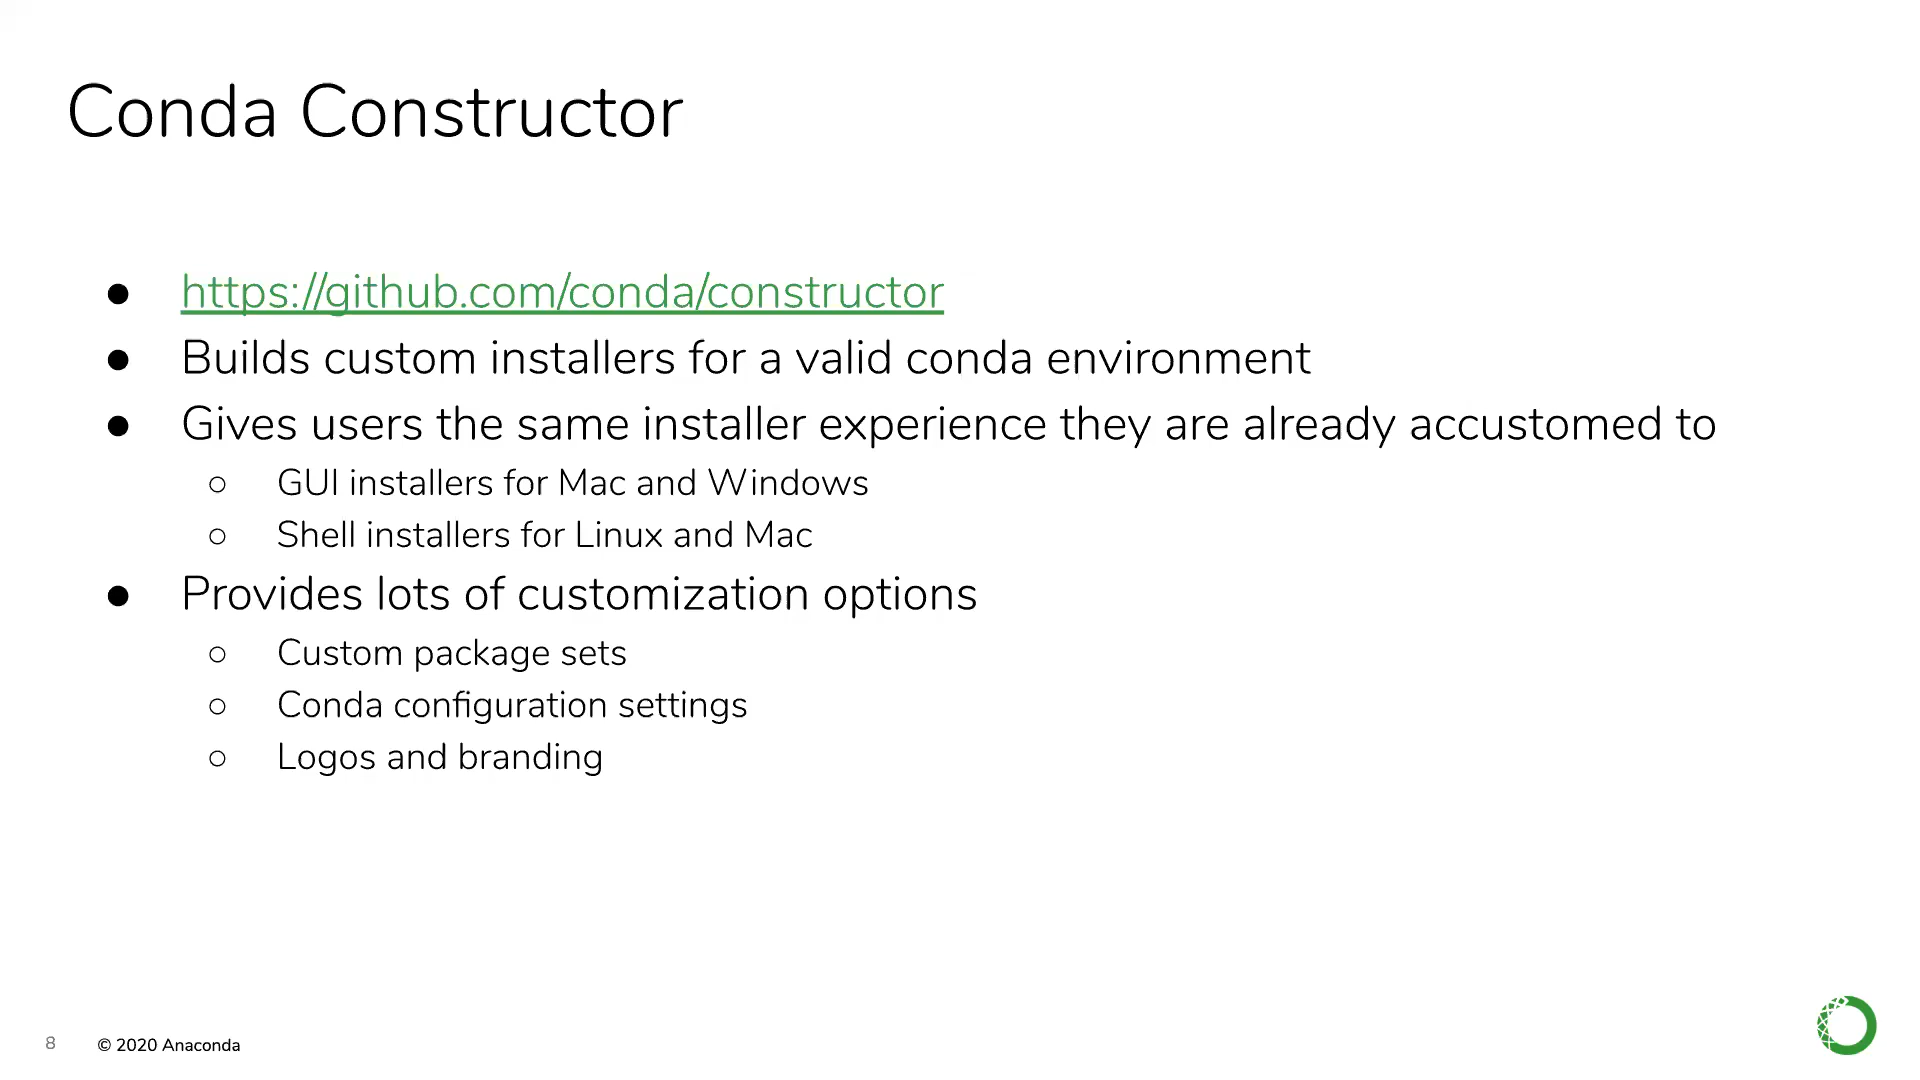 Conda Constructor
● https://github.com/conda/constructor
● Builds custom installers for a valid conda environment
● Gives users the same installer experience they are already accustomed to
○ GUI installers for Mac and Windows
○ Shell installers for Linux and Mac
● Provides lots of customization options
○ Custom package sets
○ Conda configuration settings
○ Logos and branding
8 © 2020 Anaconda